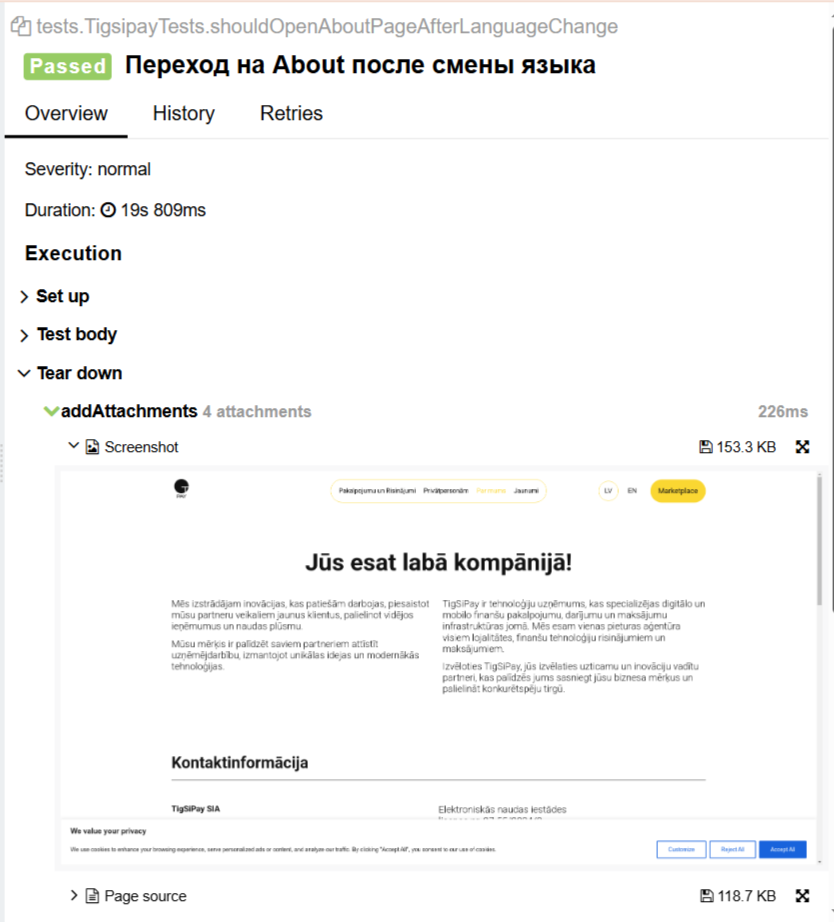 tests.TigsipayTests.shouldOpenAboutPageAfterLanguageChange
Passed Переход на About после смены языка
Overview History Retries
Severity: normal
Duration: 19s 809ms
Execution
Set up
Test body
Tear down
addAttachments 4 attachments 226ms
Screenshot 153.3 KB
PAY
Pakalpojumu un Risinājumi Privātpersonām Par mums Jaunumi LV EN Marketplace
Jūs esat labā kompānijā!
Mēs izstrādājam inovācijas, kas patiešām darbojas, piesaistot
mūsu partneru veikaliem jaunus klientus, palielinot vidējos
ieņēmumus un naudas plūsmu.
Mūsu mērķis ir palīdzēt saviem partneriem attīstīt
uzņēmējdarbību, izmantojot unikālas idejas un modernākās
tehnoloģijas.
TigSiPay ir tehnoloģiju uzņēmums, kas specializējas digitālo un
mobilo finanšu pakalpojumu, darījumu un maksājumu
infrastruktūras jomā. Mēs esam vienas pieturas aģentūra
visiem lojalitātes, finanšu tehnoloģiju risinājumiem un
maksājumiem.
Izvēloties TigSiPay, jūs izvēlaties uzticamu un inovāciju vadītu
partneri, kas palīdzēs jums sasniegt jūsu biznesa mērķus un
palielināt konkurētspēju tirgū.
Kontaktinformācija
TigSiPay SIA
Elektroniskās naudas iestādes
We value your privacy
We use cookies to enhance your browsing experience, serve personalized ads or content, and analyze our traffic. By clicking "Accept All", you consent to our use of cookies.
Customize Reject All Accept All
Page source 118.7 KB